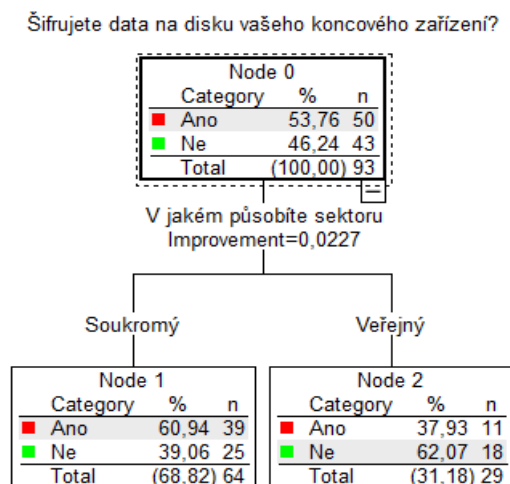 Šifrujete data na disku vašeho koncového zařízení?
Node 0
Category % n
Ano 53,76 50
Ne 46,24 43
Total (100,00) 93
V jakém působíte sektoru
Improvement=0,0227
Soukromý Veřejný
Node 1
Category % n
Ano 60,94 39
Ne 39,06 25
Total (68,82) 64
Node 2
Category % n
Ano 37,93 11
Ne 62,07 18
Total (31,18) 29